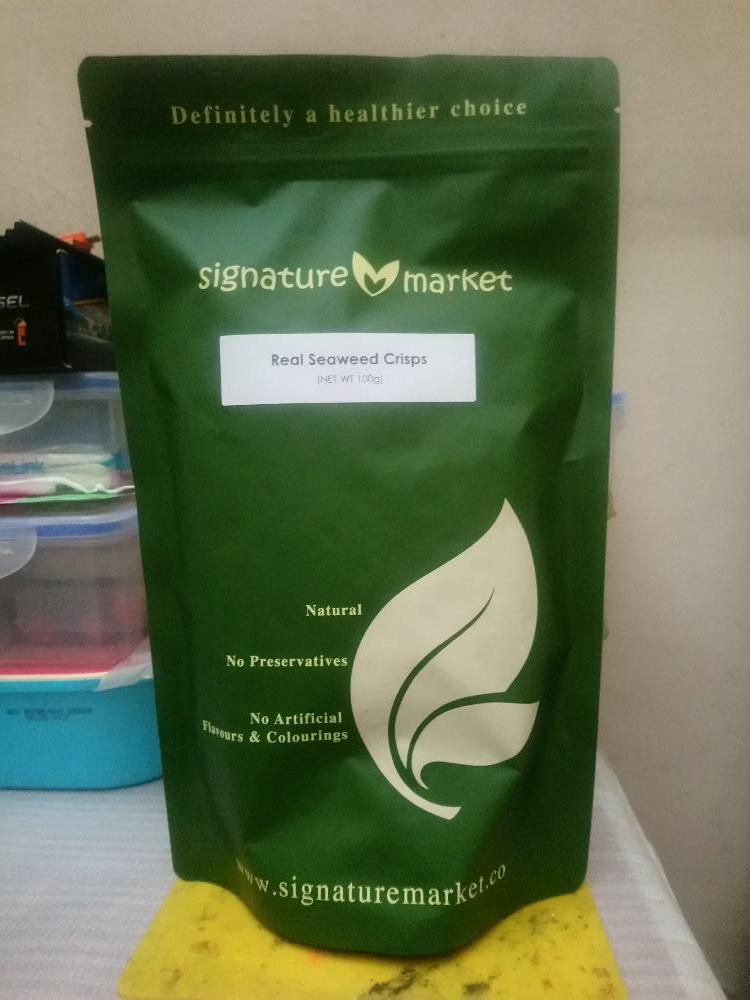 Definitely a healthier choice
signature market
Real Seaweed Crisps
(NET WT 100g)
Natural
No Preservatives
No Artificial
Flavours & Colourings
www.signaturemarket.co